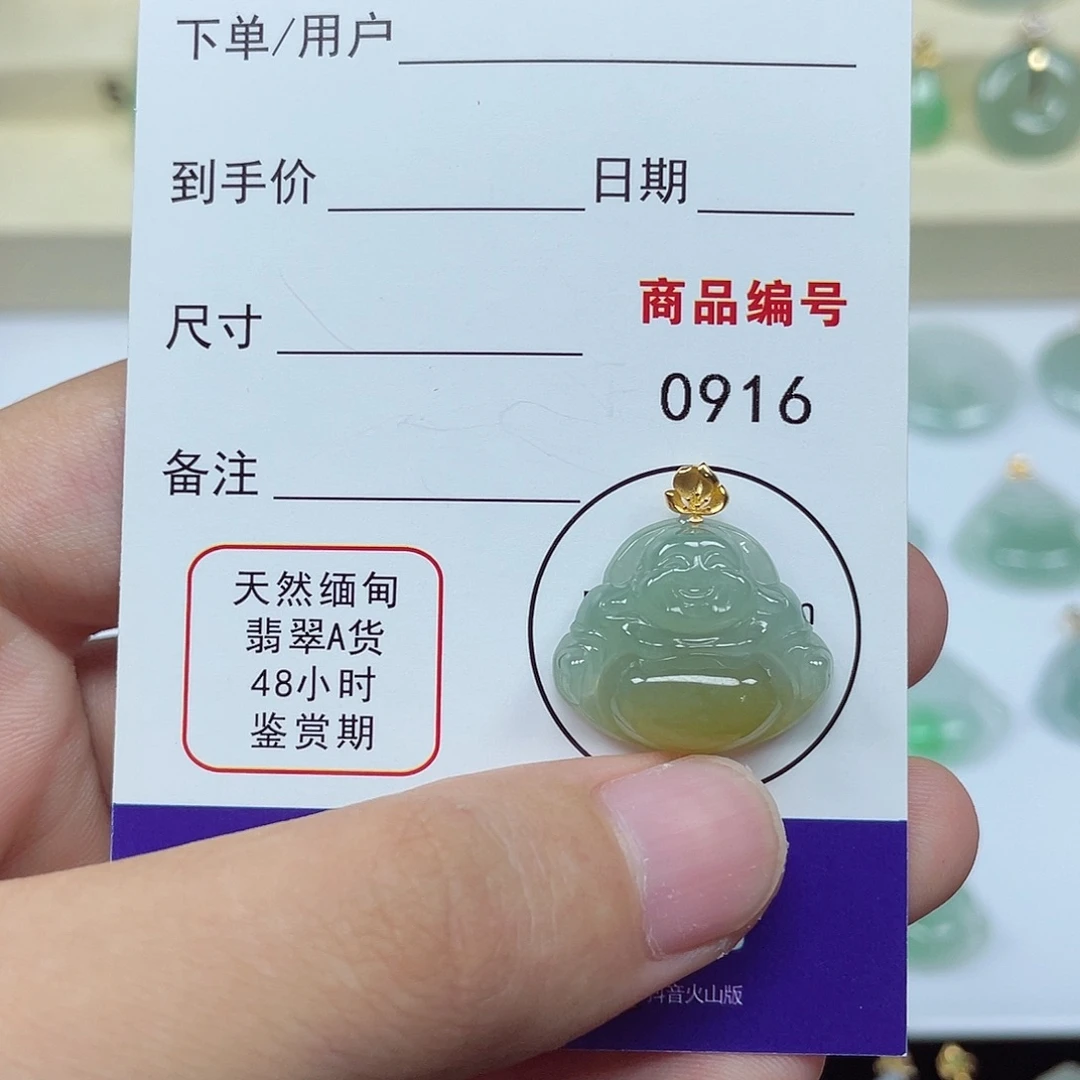 下单/用户
到手价 日期
尺寸 商品编号
0916
备注
天然缅甸
翡翠A货
48小时
鉴赏期
抖音火山版